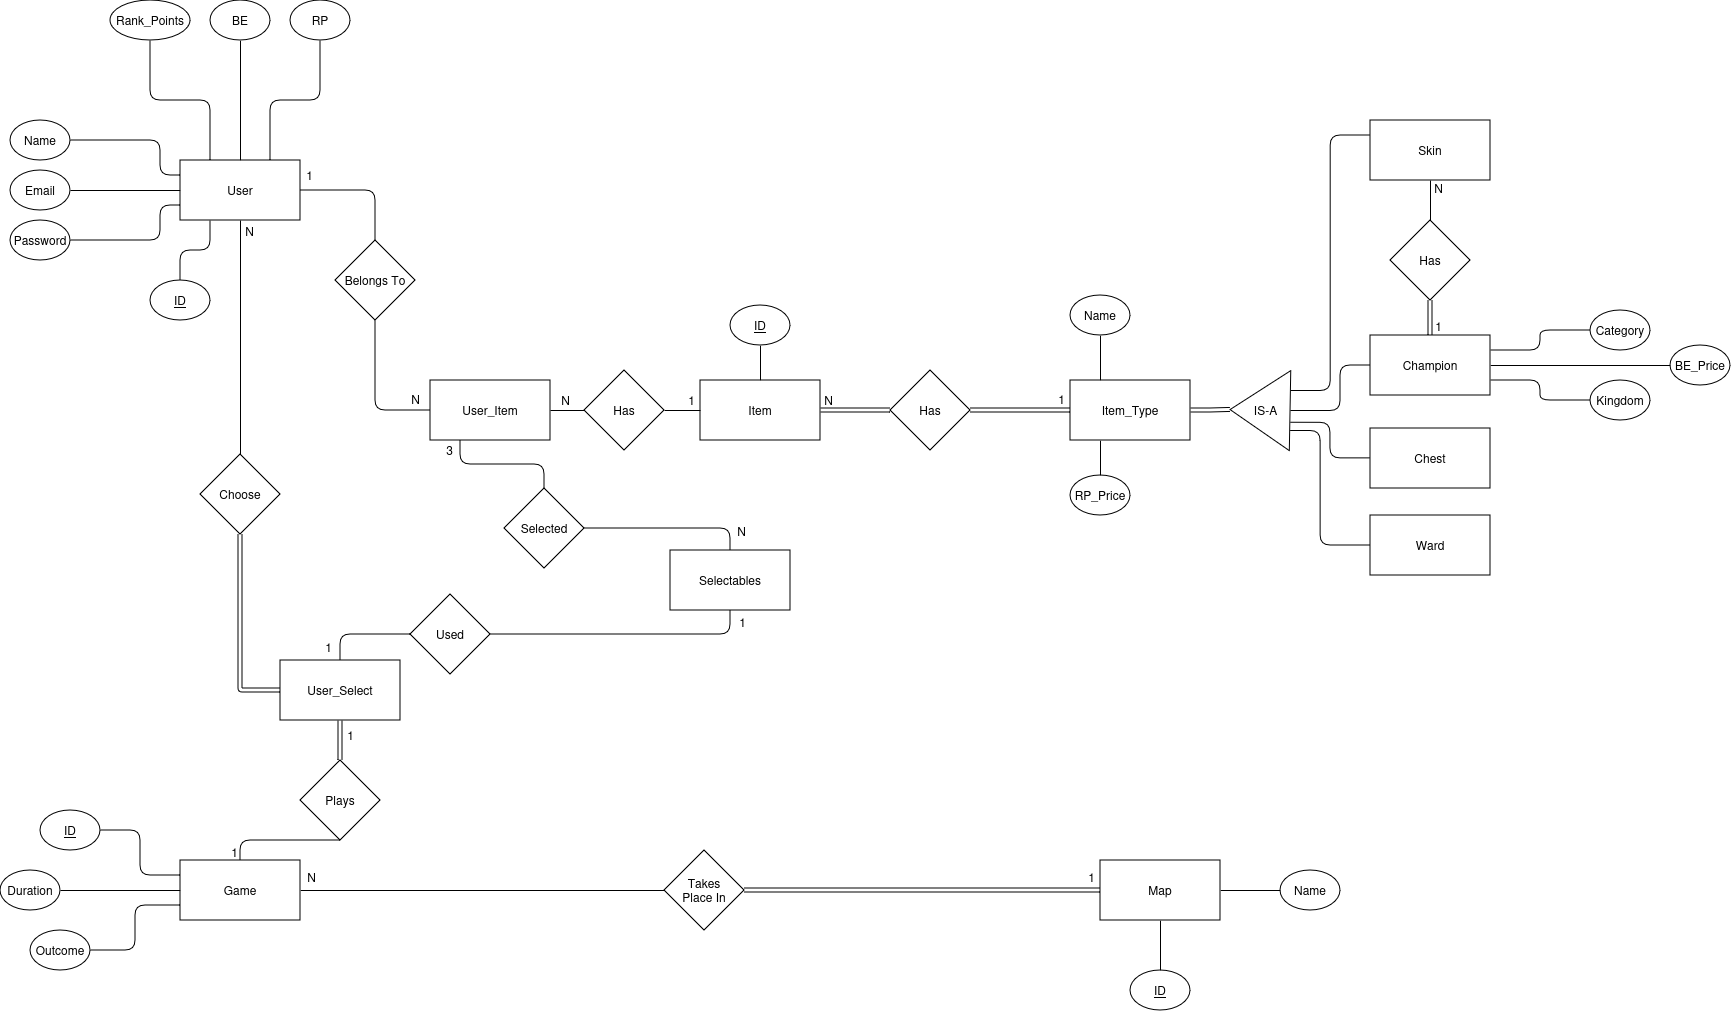 Rank_Points
BE
RP
Name
Email
Password
User
ID
1
N
Belongs To
N
User_Item
N
Has
1
Item
ID
N
Has
1
Item_Type
Name
RP_Price
IS-A
Skin
N
Has
1
Champion
Category
BE_Price
Kingdom
Chest
Ward
3
Selected
N
Selectables
1
Choose
Used
1
User_Select
1
Plays
1
ID
Duration
Outcome
Game
N
Takes
Place In
1
Map
Name
ID